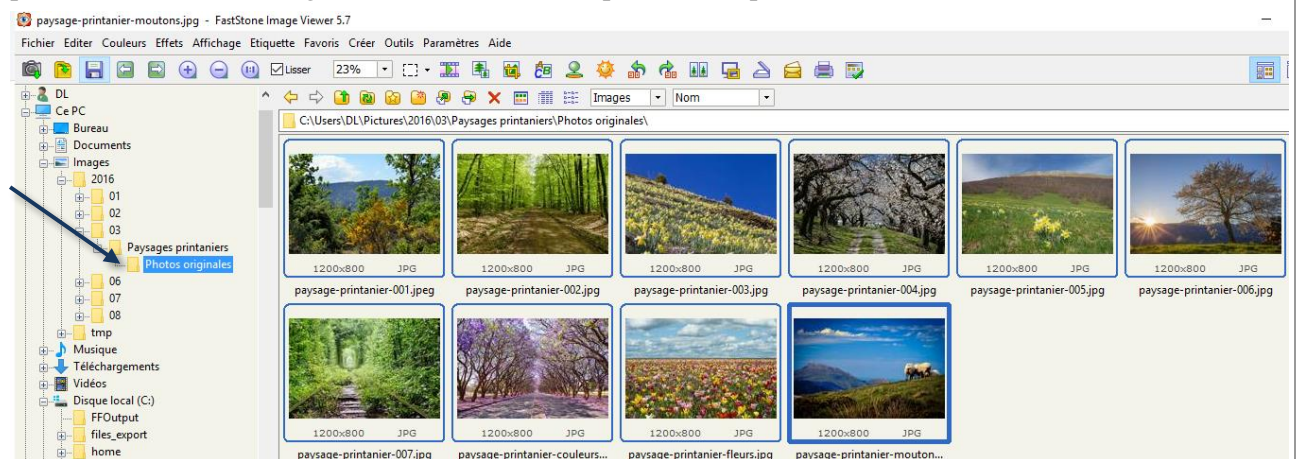 paysage-printanier-moutons.jpg - FastStone Image Viewer 5.7
Fichier Editer Couleurs Effets Affichage Etiquette Favoris Créer Outils Paramètres Aide
Lisser 23%
DL
Ce PC
Bureau
Documents
Images
2016
01
02
03
Paysages printaniers
Photos originales
06
07
08
tmp
Musique
Téléchargements
Vidéos
Disque local (C:)
FFOutput
files_export
home
Images Nom
C:\Users\DL\Pictures\2016\03\Paysages printaniers\Photos originales\
1200x800 JPG 1200x800 JPG 1200x800 JPG 1200x800 JPG 1200x800 JPG 1200x800 JPG
paysage-printanier-001.jpeg paysage-printanier-002.jpg paysage-printanier-003.jpg paysage-printanier-004.jpg paysage-printanier-005.jpg paysage-printanier-006.jpg
1200x800 JPG 1200x800 JPG 1200x800 JPG 1200x800 JPG
paysage-printanier-007.jpg paysage-printanier-couleurs... paysage-printanier-fleurs.jpg paysage-printanier-mouton...